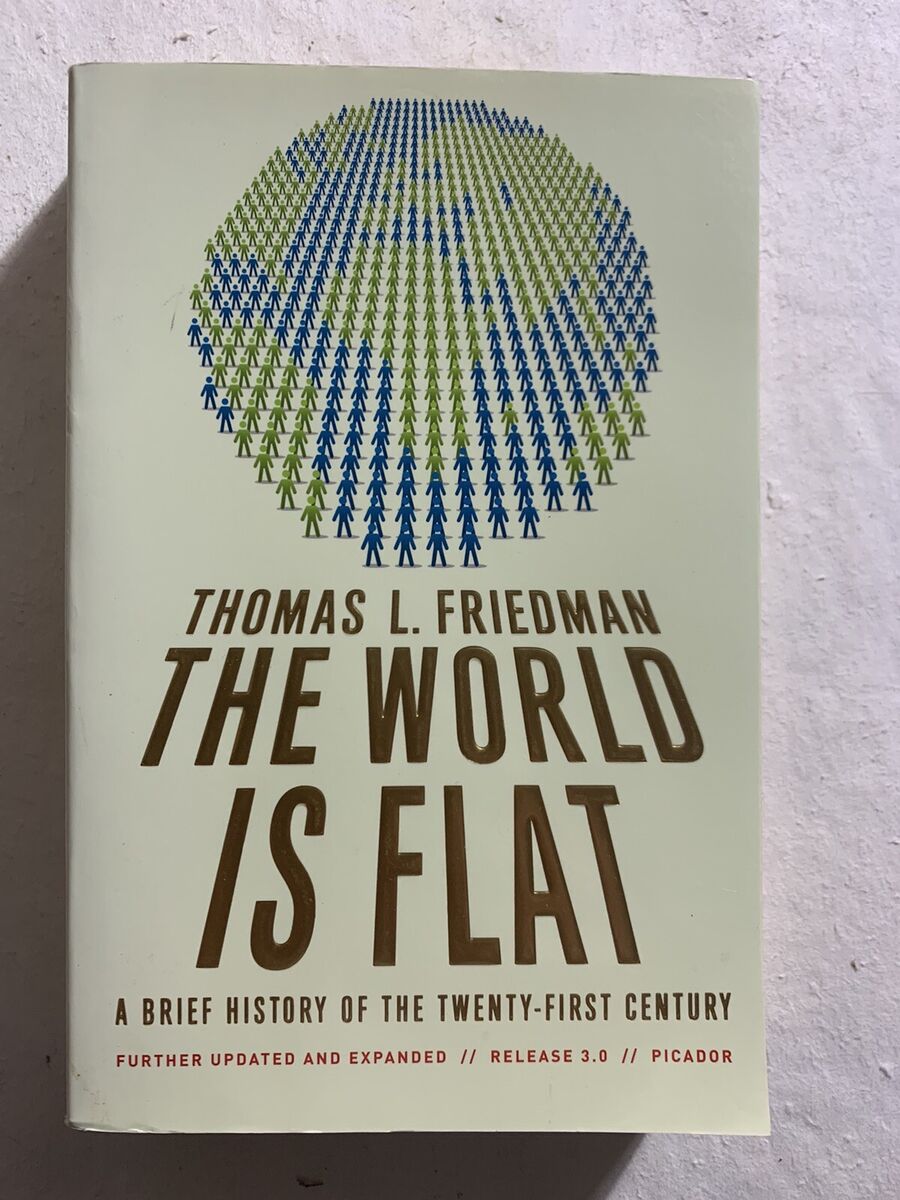 THOMAS L. FRIEDMAN
THE WORLD
IS FLAT
A BRIEF HISTORY OF THE TWENTY-FIRST CENTURY
FURTHER UPDATED AND EXPANDED // RELEASE 3.0 // PICADOR